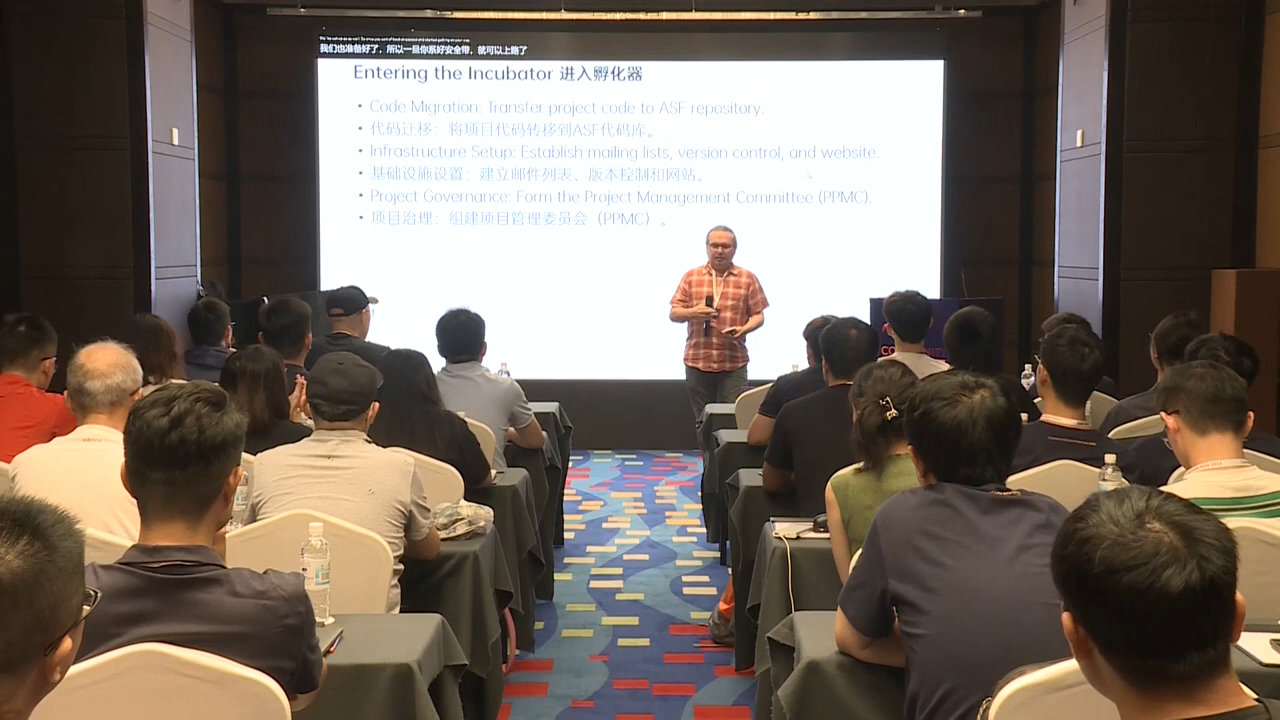 我们也准备好了，所以一旦你系好安全带，就可以上路了
Entering the Incubator 进入孵化器
• Code Migration: Transfer project code to ASF repository.
• 代码迁移：将项目代码转移到ASF代码库。
• Infrastructure Setup: Establish mailing lists, version control, and website.
• 基础设施设置：建立邮件列表、版本控制和网站。
• Project Governance: Form the Project Management Committee (PPMC).
• 项目治理：组建项目管理委员会（PPMC）。